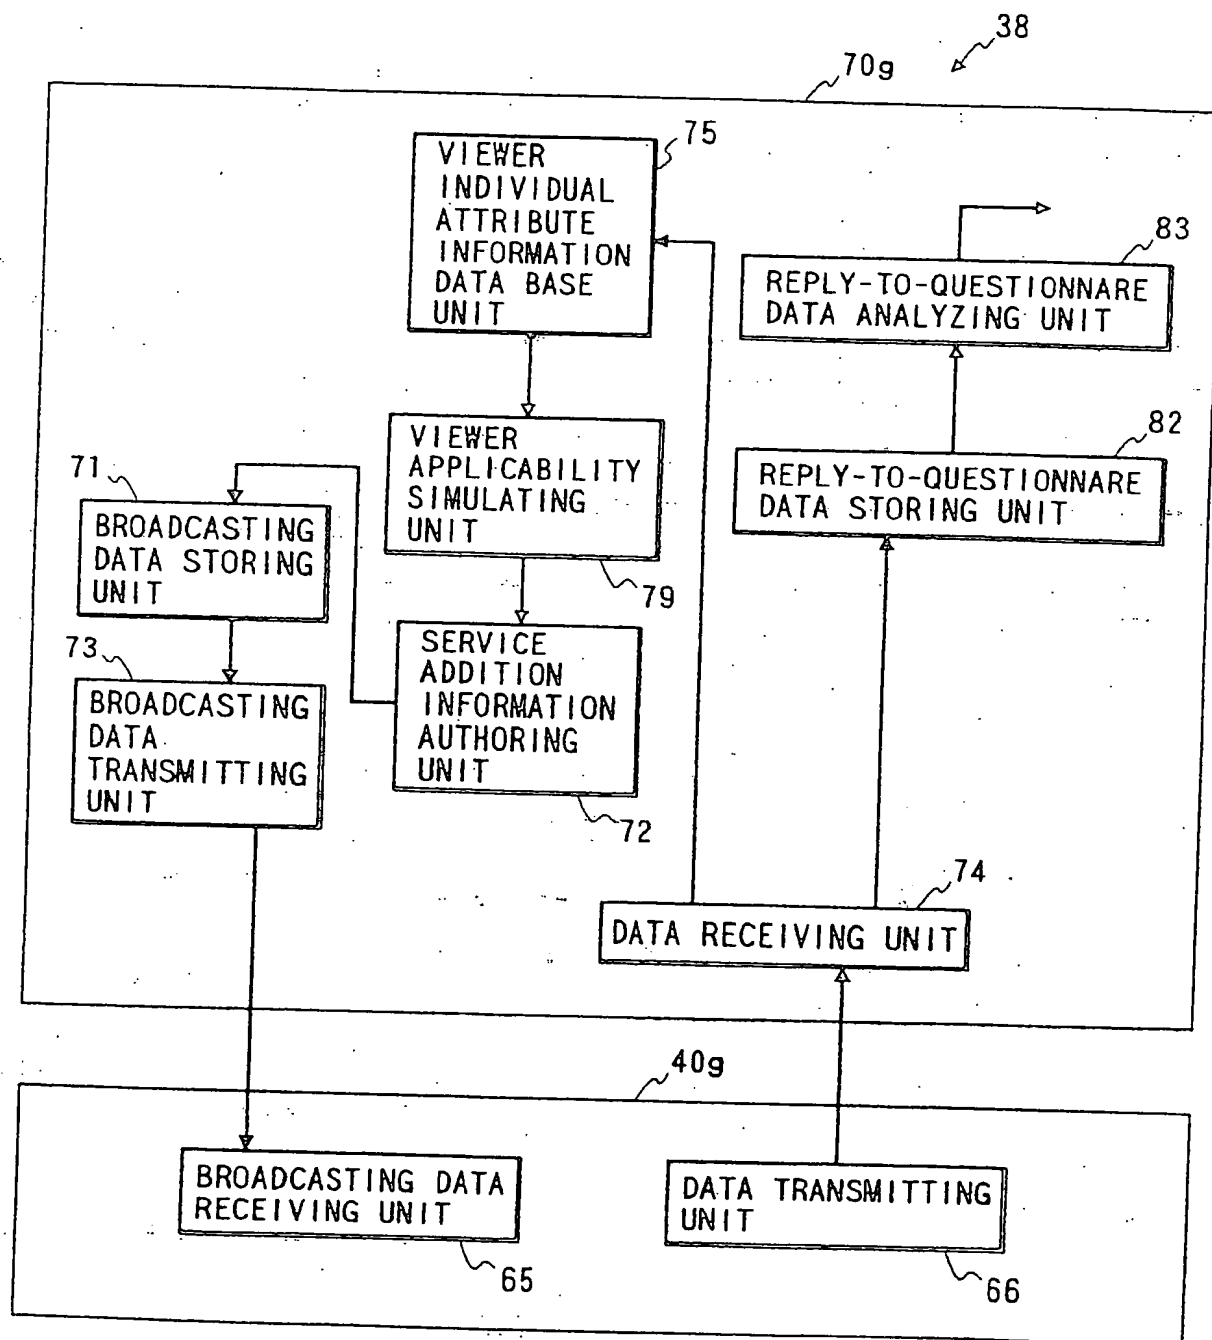 38
70g
75
VIEWER
INDIVIDUAL
ATTRIBUTE
INFORMATION
DATA BASE
UNIT
83
REPLY-TO-QUESTIONNARE
DATA ANALYZING UNIT
82
REPLY-TO-QUESTIONNARE
DATA STORING UNIT
VIEWER
APPLICABILITY
SIMULATING
UNIT
79
71
BROADCASTING
DATA STORING
UNIT
73
BROADCASTING
DATA
TRANSMITTING
UNIT
SERVICE
ADDITION
INFORMATION
AUTHORING
UNIT
72
74
DATA RECEIVING UNIT
40g
BROADCASTING DATA
RECEIVING UNIT
65
DATA TRANSMITTING
UNIT
66